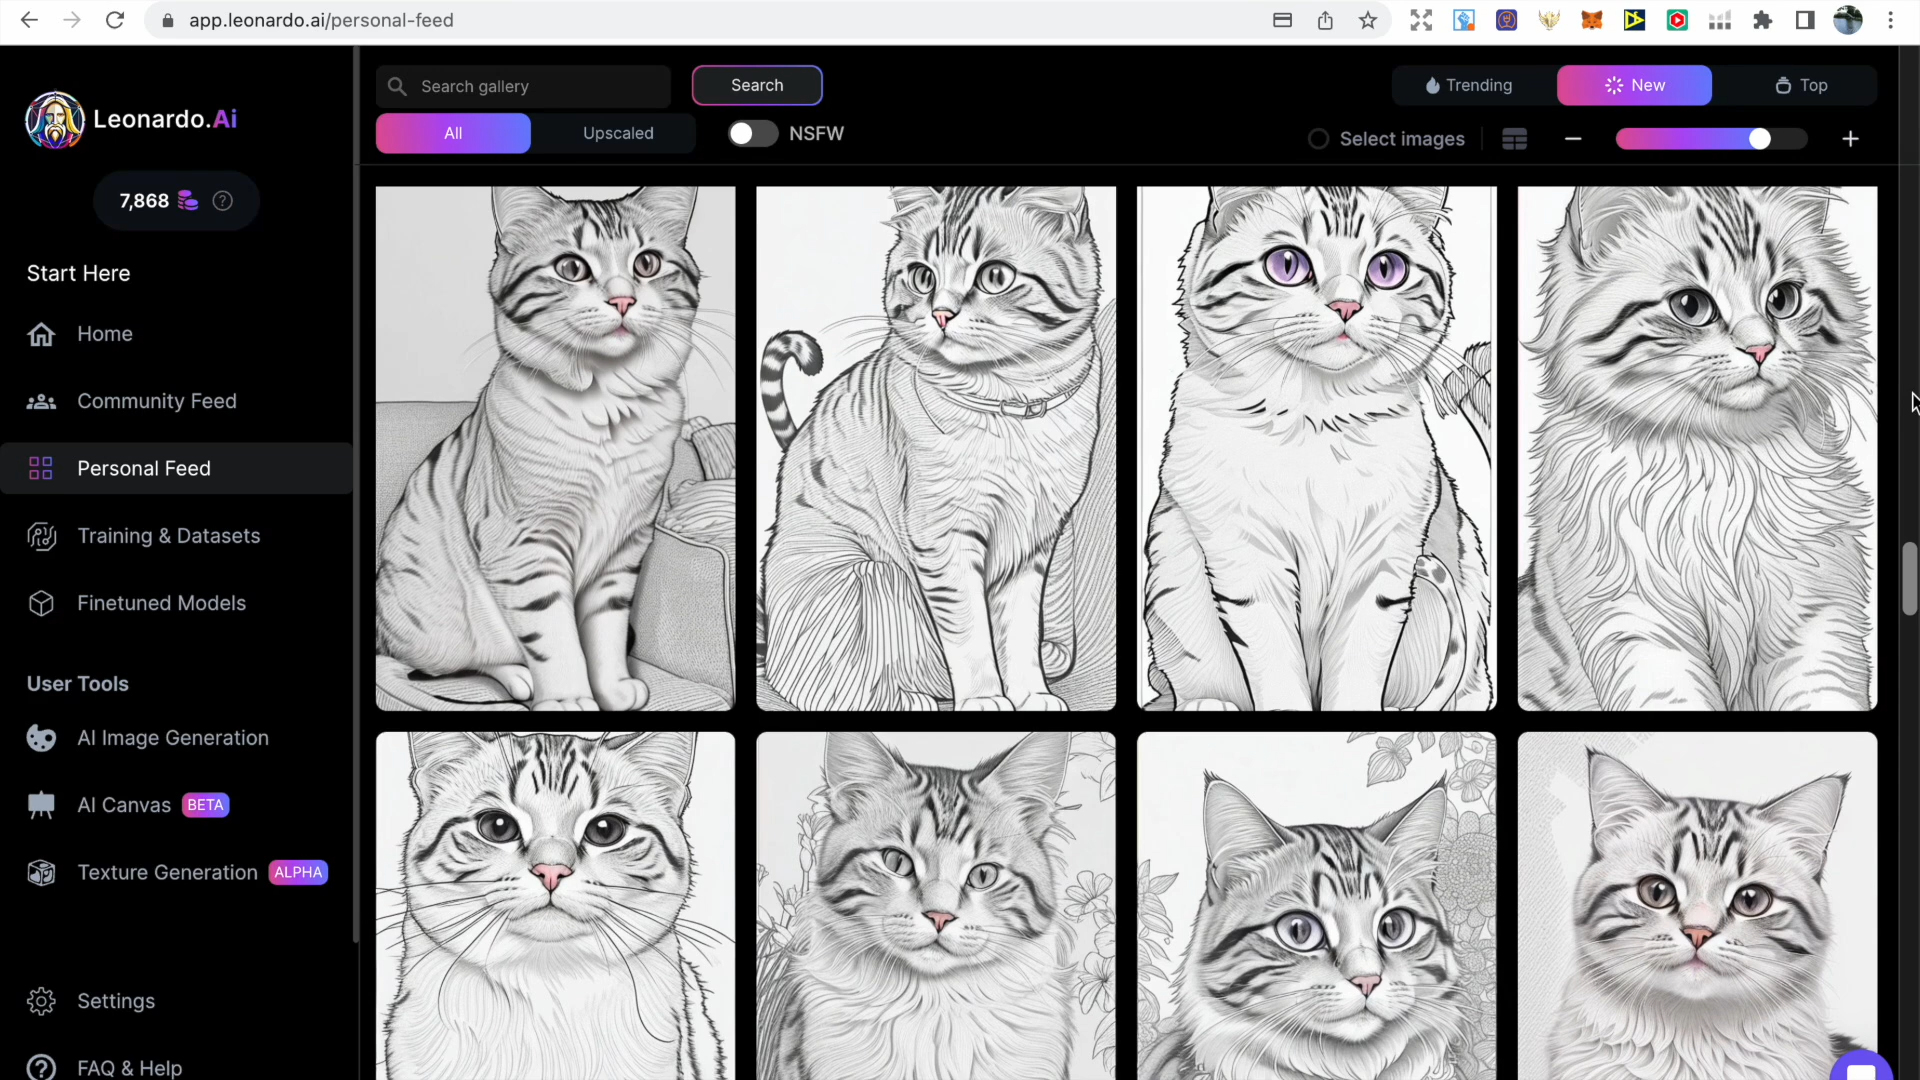 app.leonardo.ai/personal-feed
Leonardo.Ai
7,868
Start Here
Home
Community Feed
Personal Feed
Training & Datasets
Finetuned Models
User Tools
AI Image Generation
AI Canvas BETA
Texture Generation ALPHA
Settings
FAQ & Help
Search gallery
Search
Trending
New
Top
All
Upscaled
NSFW
Select images